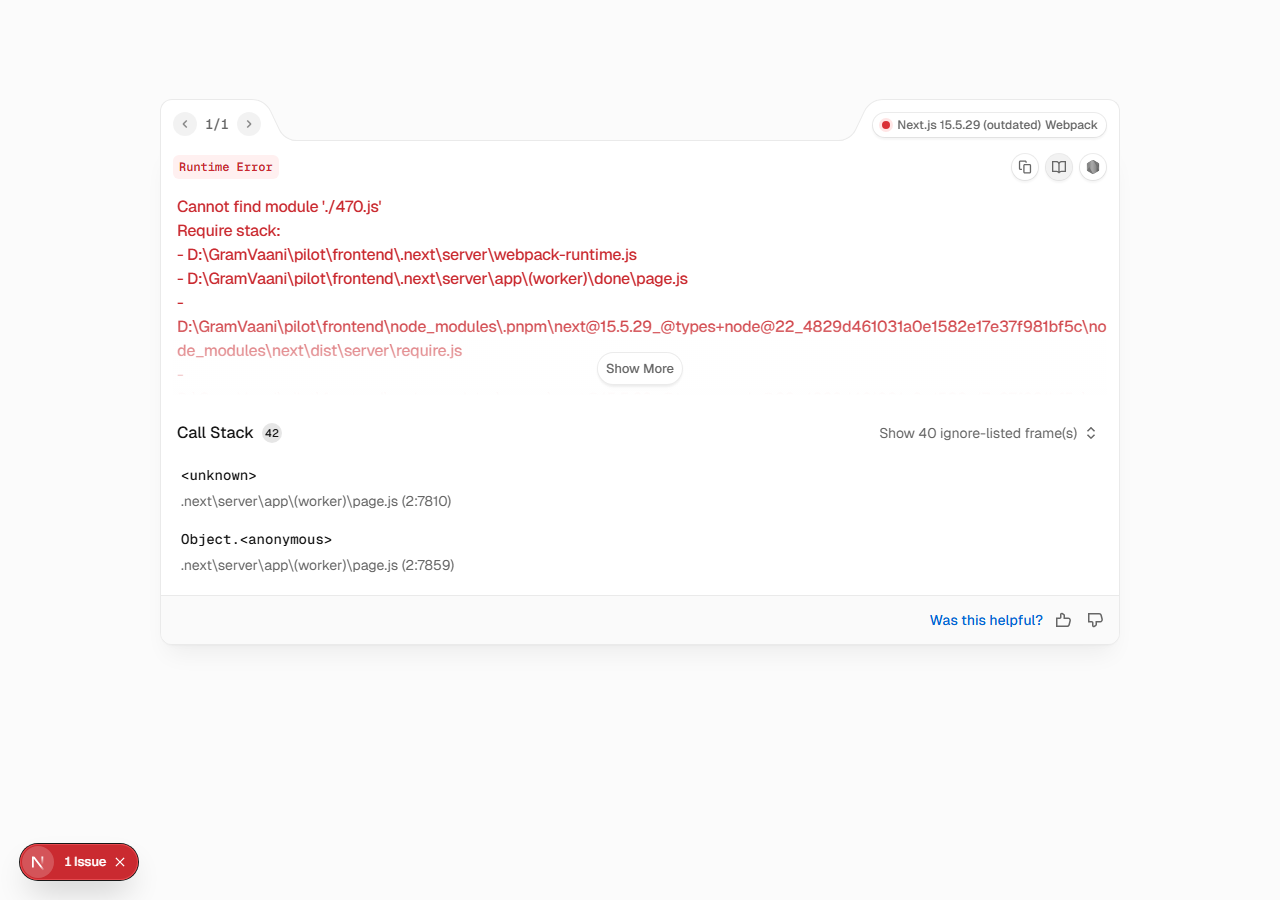 1/1
Next.js 15.5.29 (outdated) Webpack
Runtime Error
Cannot find module './470.js'
Require stack:
- D:\GramVaani\pilot\frontend\.next\server\webpack-runtime.js
- D:\GramVaani\pilot\frontend\.next\server\app\(worker)\done\page.js
-
D:\GramVaani\pilot\frontend\node_modules\.pnpm\next@15.5.29_@types+node@22_4829d461031a0e1582e17e37f981bf5c\no
de_modules\next\dist\server\require.js
-
Show More
Call Stack 42
Show 40 ignore-listed frame(s)
<unknown>
.next\server\app\(worker)\page.js (2:7810)
Object.<anonymous>
.next\server\app\(worker)\page.js (2:7859)
Was this helpful?
1 Issue